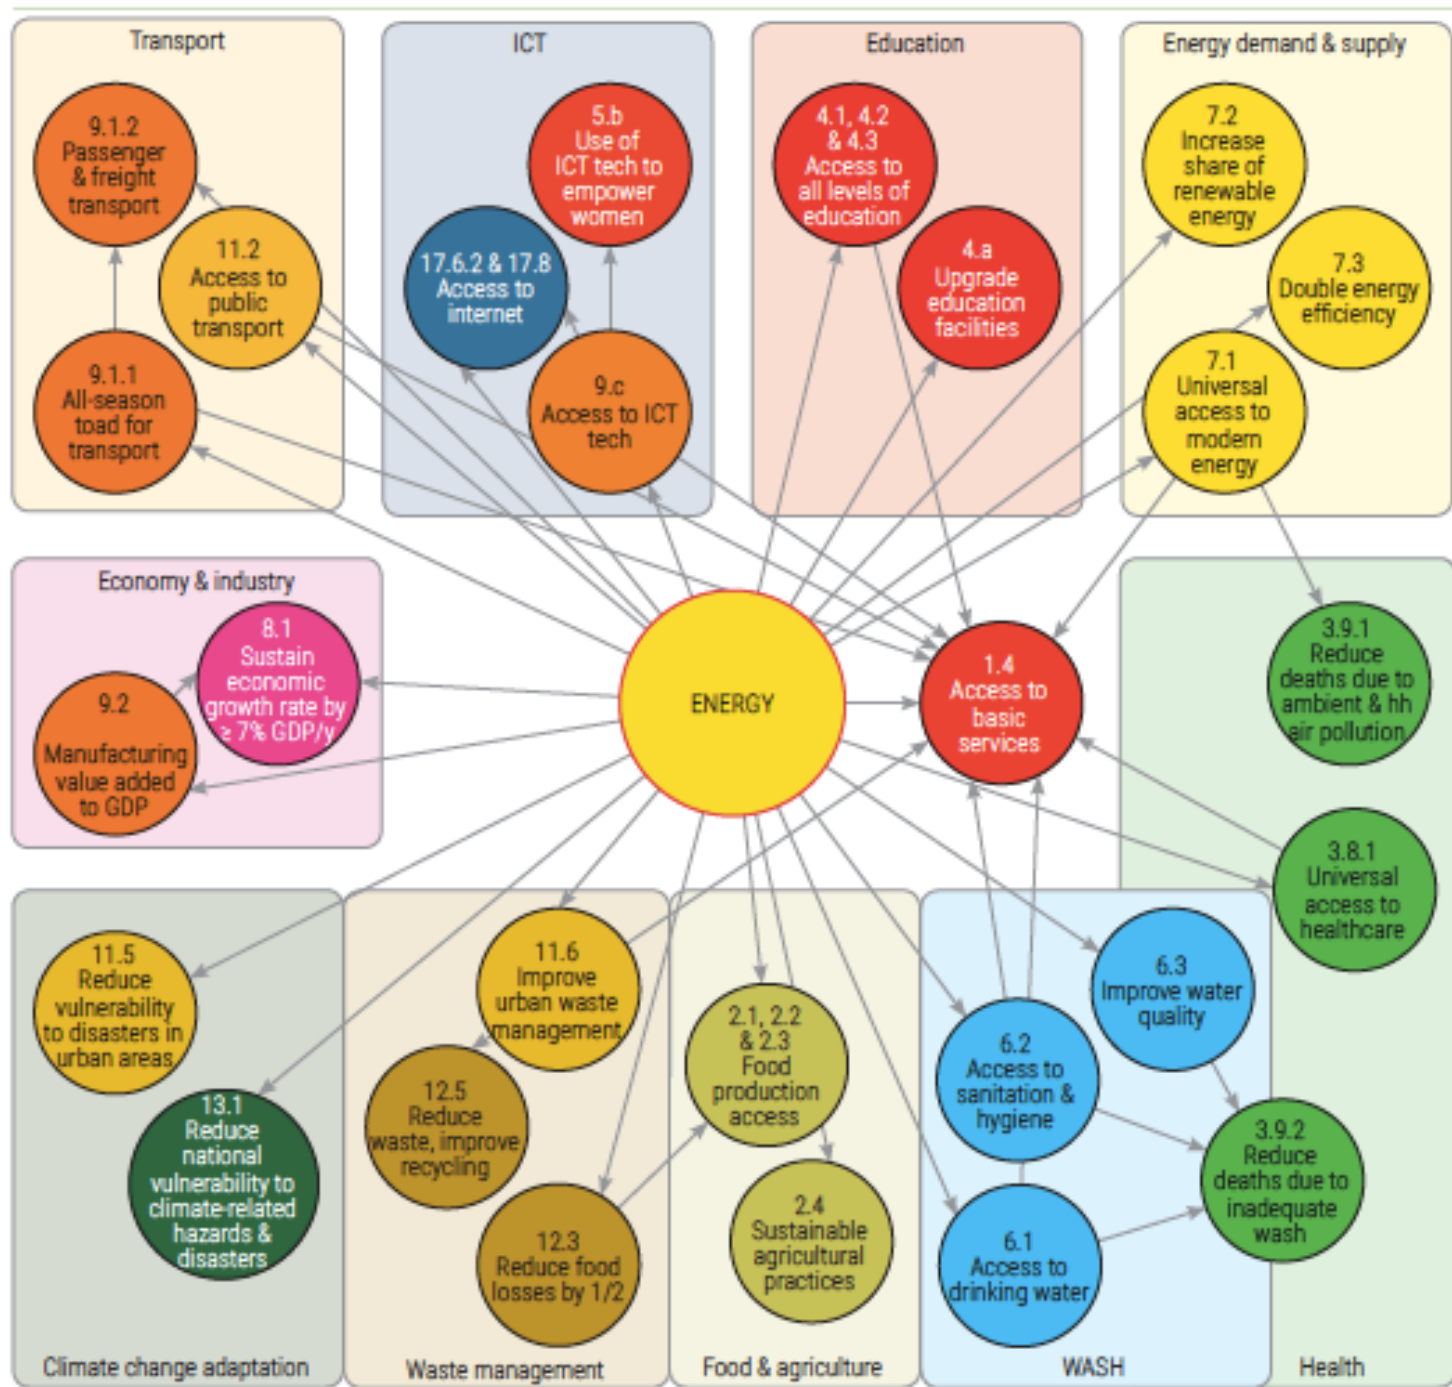 Transport
9.1.2
Passenger
& freight
transport
11.2
Access to
public
transport
9.1.1
All-season
toad for
transport
ICT
5.b
Use of
ICT tech to
empower
women
17.6.2 & 17.8
Access to
internet
9.c
Access to ICT
tech
Education
4.1, 4.2
& 4.3
Access to
all levels of
education
4.a
Upgrade
education
facilities
Energy demand & supply
7.2
Increase
share of
renewable
energy
7.3
Double energy
efficiency
7.1
Universal
access to
modern
energy
Economy & industry
8.1
Sustain
economic
growth rate by
≥ 7% GDP/y
9.2
Manufacturing
value added
to GDP
ENERGY
1.4
Access to
basic
services
3.9.1
Reduce
deaths due to
ambient & hh
air pollution
3.8.1
Universal
access to
healthcare
11.5
Reduce
vulnerability
to disasters in
urban areas
13.1
Reduce
national
vulnerability to
climate-related
hazards &
disasters
Climate change adaptation
11.6
Improve
urban waste
management
12.5
Reduce
waste, improve
recycling
12.3
Reduce food
losses by 1/2
Waste management
2.1, 2.2
& 2.3
Food
production
access
2.4
Sustainable
agricultural
practices
Food & agriculture
6.3
Improve water
quality
6.2
Access to
sanitation &
hygiene
6.1
Access to
drinking water
WASH
3.9.2
Reduce
deaths due to
inadequate
wash
Health